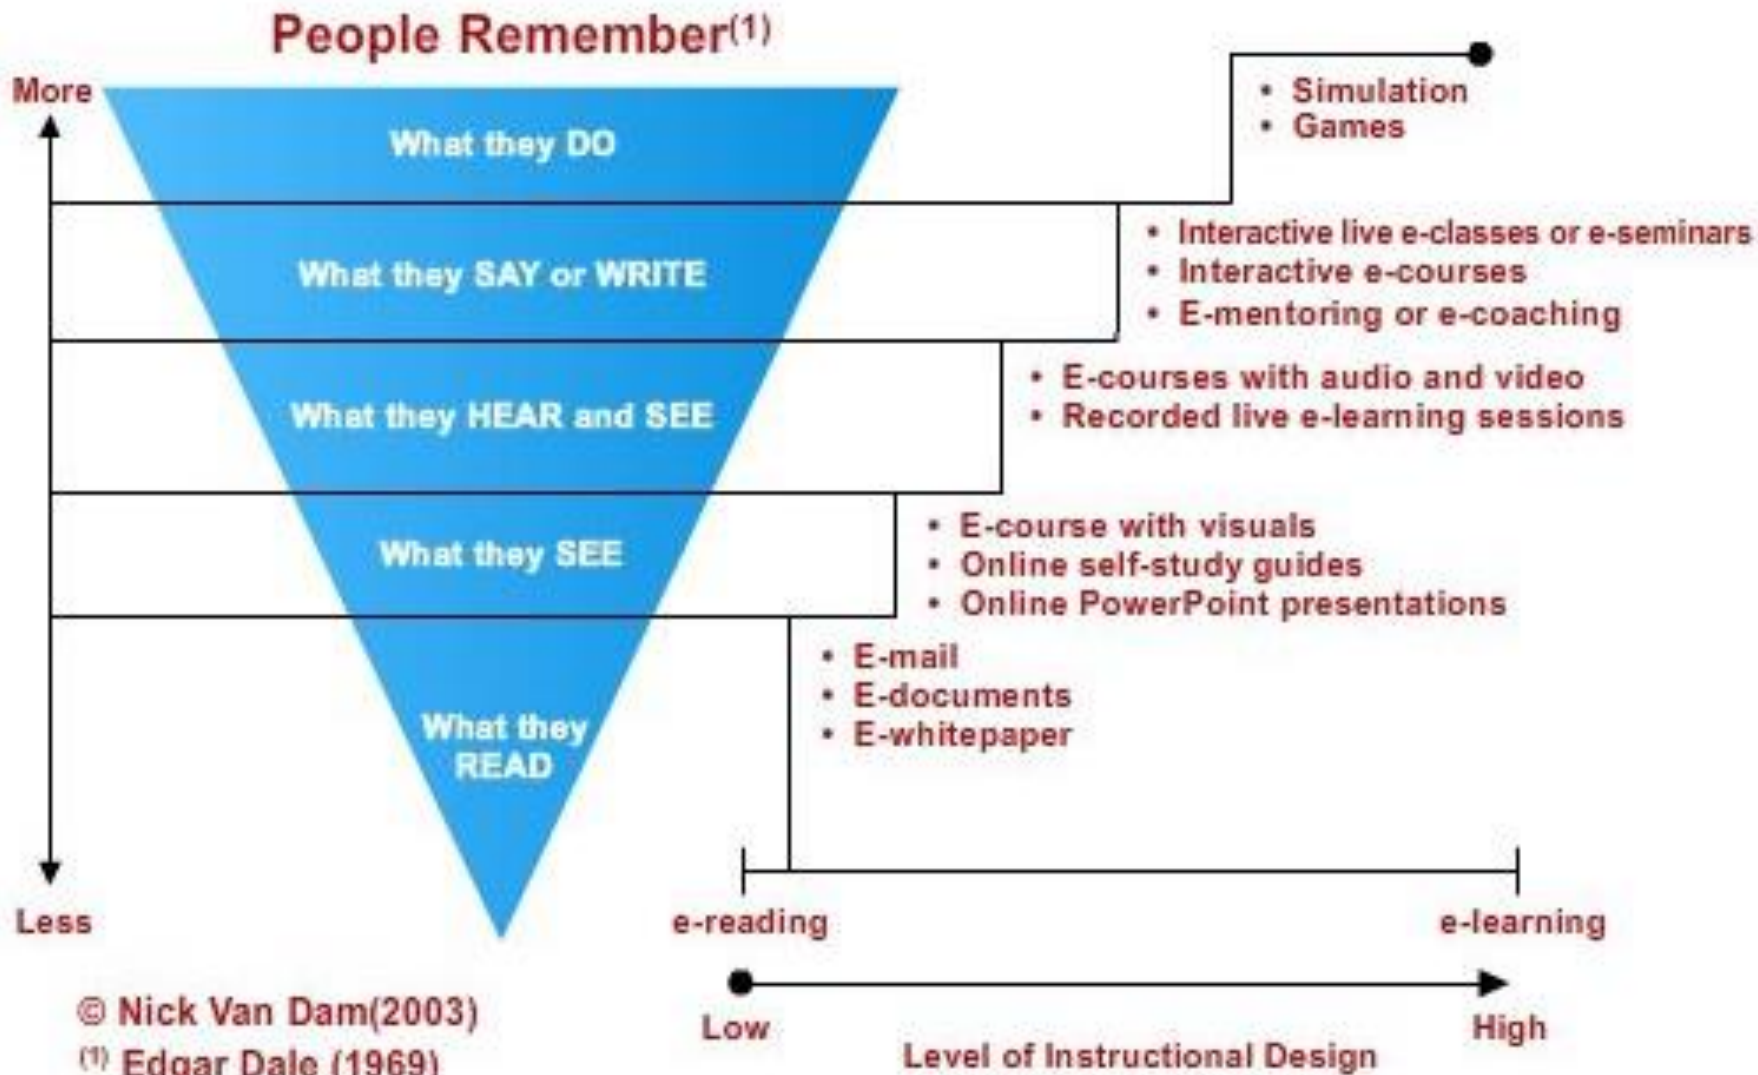 People Remember(1)
More
What they DO
• Simulation
• Games
What they SAY or WRITE
• Interactive live e-classes or e-seminars
• Interactive e-courses
• E-mentoring or e-coaching
What they HEAR and SEE
• E-courses with audio and video
• Recorded live e-learning sessions
What they SEE
• E-course with visuals
• Online self-study guides
• Online PowerPoint presentations
What they
READ
• E-mail
• E-documents
• E-whitepaper
Less
e-reading
e-learning
Low
High
Level of Instructional Design
© Nick Van Dam(2003)
(1) Edgar Dale (1969)